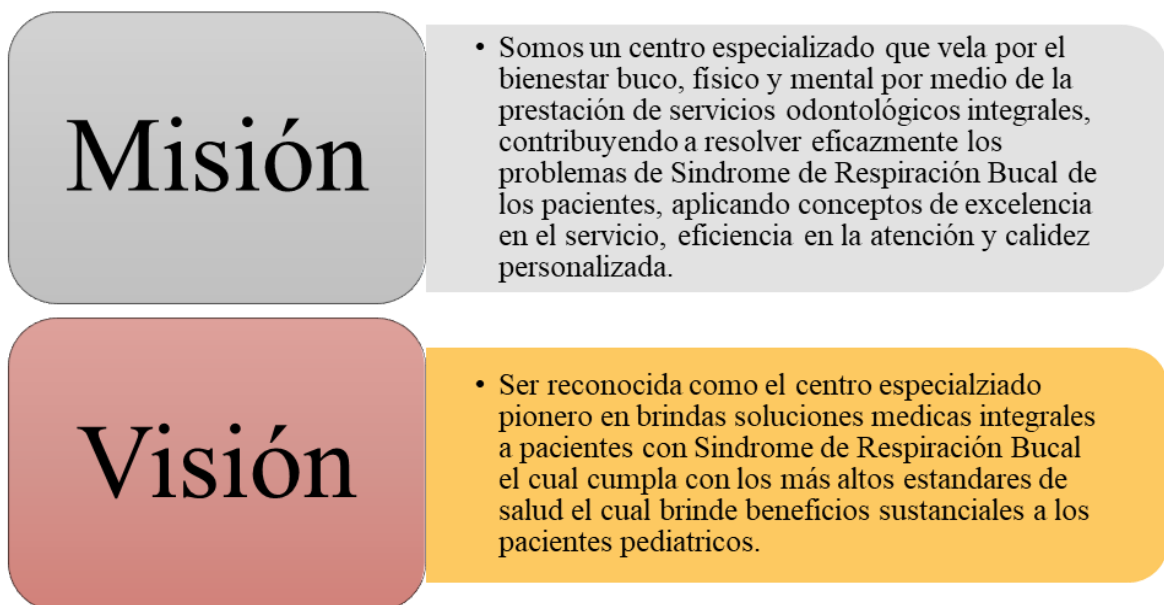 Misión
• Somos un centro especializado que vela por el
bienestar buco, físico y mental por medio de la
prestación de servicios odontológicos integrales,
contribuyendo a resolver eficazmente los
problemas de Sindrome de Respiración Bucal de
los pacientes, aplicando conceptos de excelencia
en el servicio, eficiencia en la atención y calidez
personalizada.
Visión
• Ser reconocida como el centro especialziado
pionero en brindas soluciones medicas integrales
a pacientes con Sindrome de Respiración Bucal
el cual cumpla con los más altos estandares de
salud el cual brinde beneficios sustanciales a los
pacientes pediatricos.